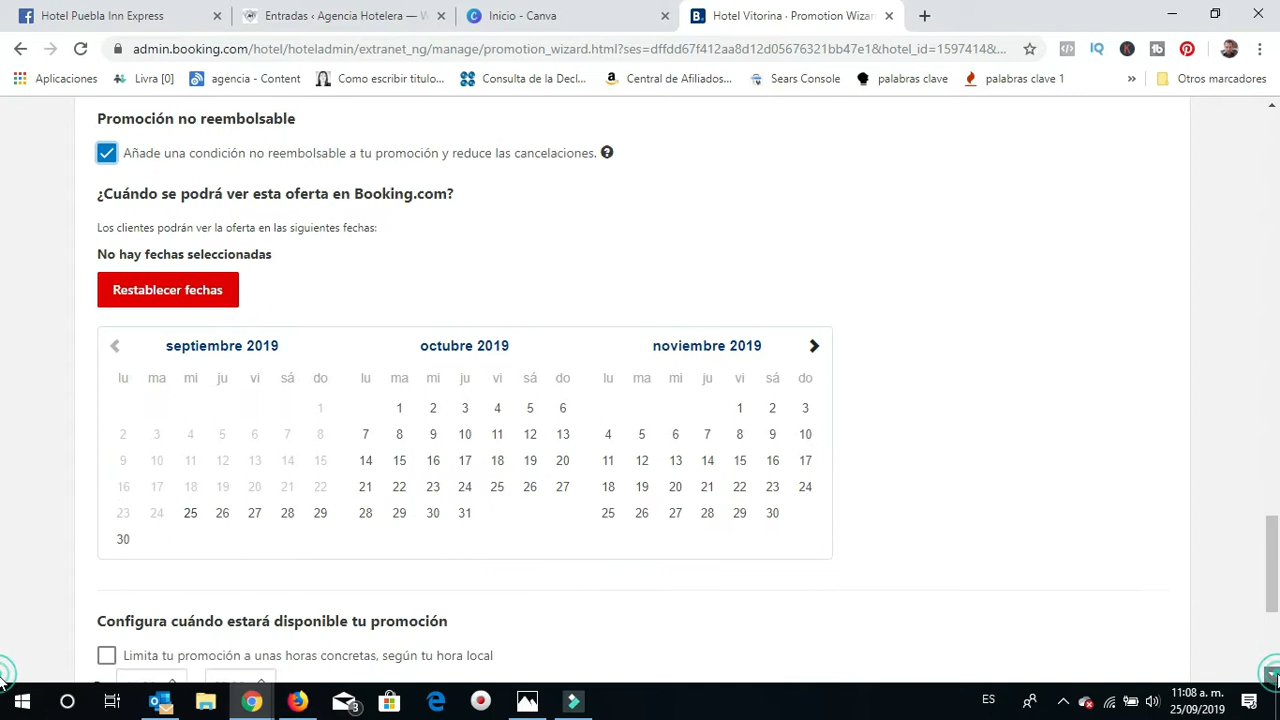 Hotel Puebla Inn Express
Entradas ‹ Agencia Hotelera — W
Inicio - Canva
Hotel Vitorina · Promotion Wizar
admin.booking.com/hotel/hoteladmin/extranet_ng/manage/promotion_wizard.html?ses=dffdd67f412aa8d12d05676321bb47e1&hotel_id=1597414&...
Aplicaciones
Livra [0]
agencia - Content
Como escribir titulo...
Consulta de la Decl...
Central de Afiliados...
Sears Console
palabras clave
palabras clave 1
»
Otros marcadores
Promoción no reembolsable
Añade una condición no reembolsable a tu promoción y reduce las cancelaciones.
¿Cuándo se podrá ver esta oferta en Booking.com?
Los clientes podrán ver la oferta en las siguientes fechas:
No hay fechas seleccionadas
Restablecer fechas
septiembre 2019 octubre 2019 noviembre 2019
lu ma mi ju vi sá do lu ma mi ju vi sá do lu ma mi ju vi sá do
1 1 2 3 4 5 6 1 2 3
2 3 4 5 6 7 8 7 8 9 10 11 12 13 4 5 6 7 8 9 10
9 10 11 12 13 14 15 14 15 16 17 18 19 20 11 12 13 14 15 16 17
16 17 18 19 20 21 22 21 22 23 24 25 26 27 18 19 20 21 22 23 24
23 24 25 26 27 28 29 28 29 30 31 25 26 27 28 29 30
30
Configura cuándo estará disponible tu promoción
Limita tu promoción a unas horas concretas, según tu hora local
ES
11:08 a. m.
25/09/2019